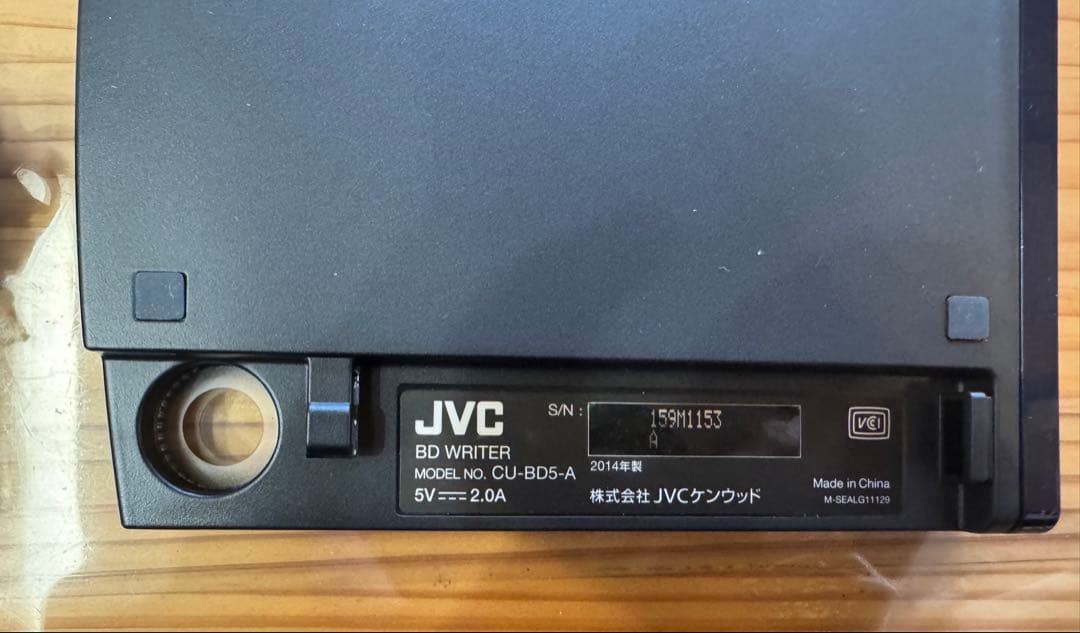 JVC
BD WRITER
MODEL NO. CU-BD5-A
5V 2.0A
S/N :
159M1153
A
2014年製
株式会社 JVCケンウッド
VCCI
Made in China
M-SEALG11129